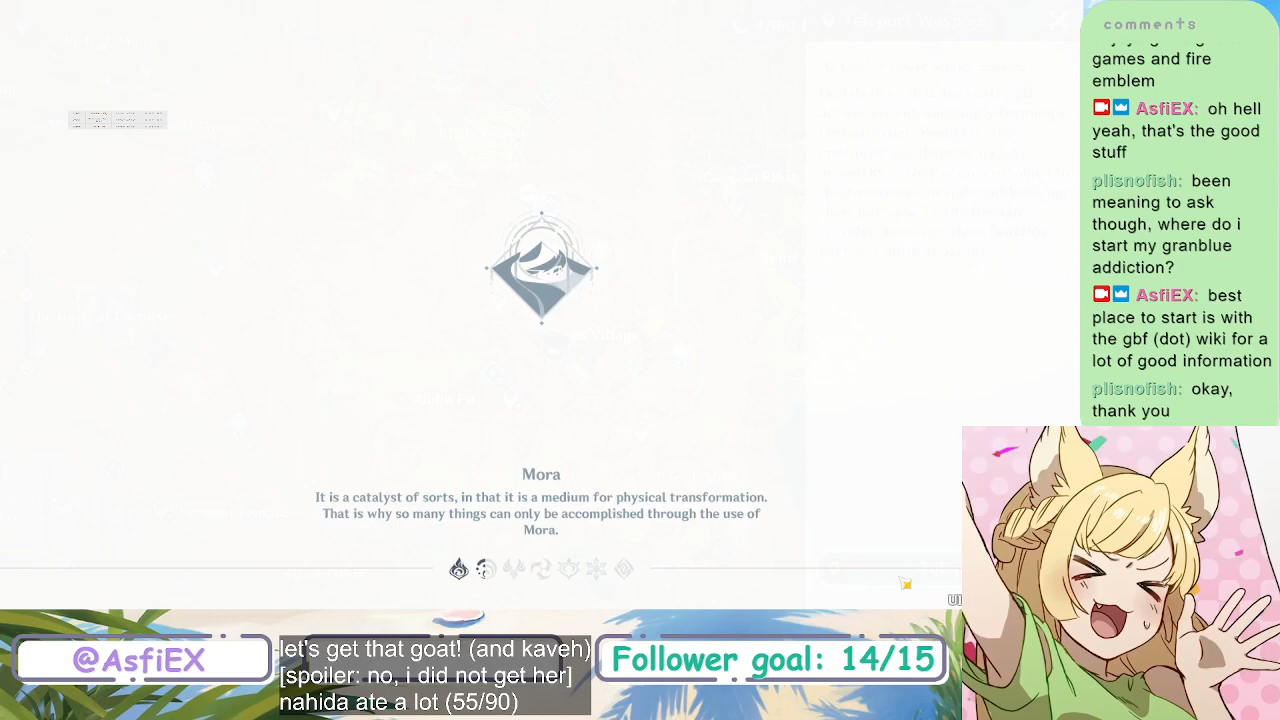 comments
games and fire
emblem
AsfiEX: oh hell
yeah, that's the good
stuff
plisnofish: been
meaning to ask
though, where do i
start my granblue
addiction?
AsfiEX: best
place to start is with
the gbf (dot) wiki for a
lot of good information
plisnofish: okay,
thank you
Teleport Waypoint
Mora
It is a catalyst of sorts, in that it is a medium for physical transformation.
That is why so many things can only be accomplished through the use of
Mora.
@AsfiEX
let's get that goat! (and kaveh)
[spoiler: no, i did not get her]
nahida ate a lot (55/90)
Follower goal: 14/15